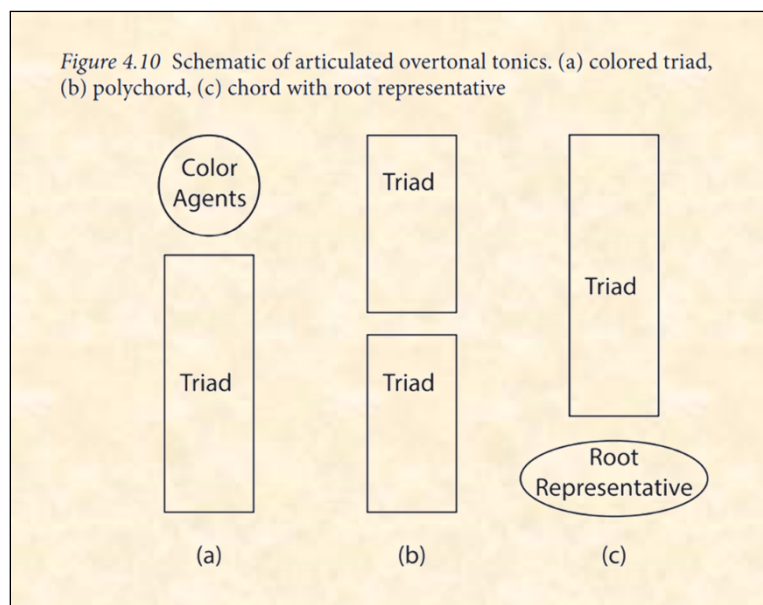 Figure 4.10 Schematic of articulated overtonal tonics. (a) colored triad,
(b) polychord, (c) chord with root representative
Color
Agents
Triad
(a)
Triad
Triad
(b)
Triad
Root
Representative
(c)